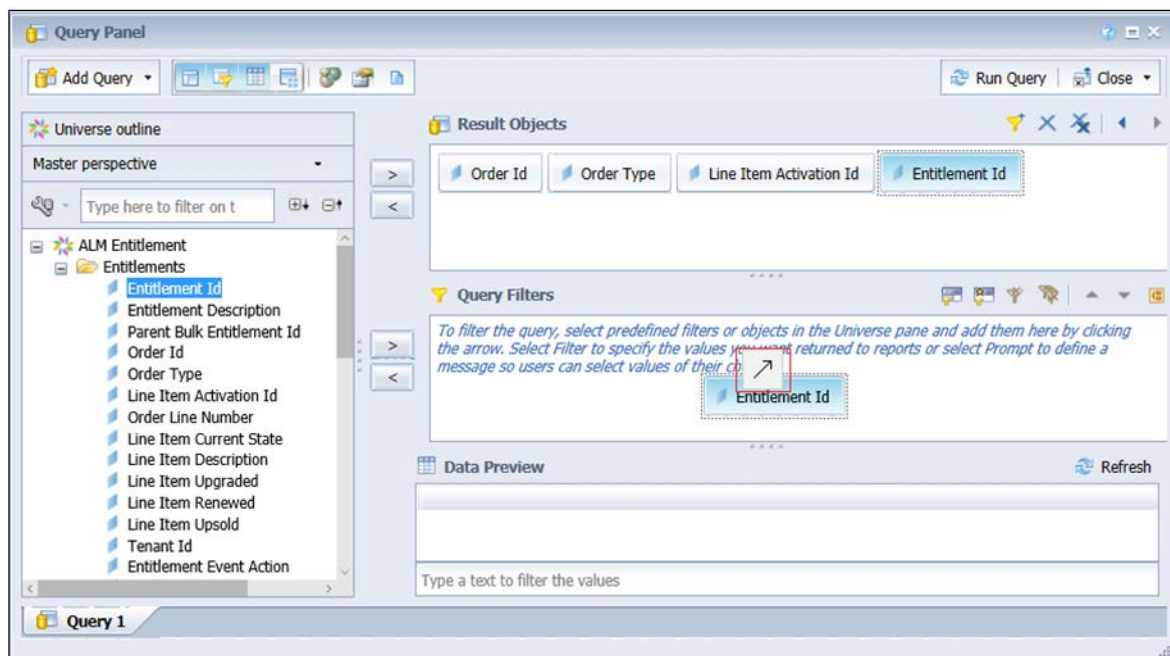 Query Panel
Add Query
Run Query
Close
Universe outline
Master perspective
Type here to filter on t
ALM Entitlement
Entitlements
Entitlement Id
Entitlement Description
Parent Bulk Entitlement Id
Order Id
Order Type
Line Item Activation Id
Order Line Number
Line Item Current State
Line Item Description
Line Item Upgraded
Line Item Renewed
Line Item Upsold
Tenant Id
Entitlement Event Action
>
<
>
<
Result Objects
Order Id
Order Type
Line Item Activation Id
Entitlement Id
Query Filters
To filter the query, select predefined filters or objects in the Universe pane and add them here by clicking
the arrow. Select Filter to specify the values you want returned to reports or select Prompt to define a
message so users can select values of their
Entitlement Id
Data Preview
Refresh
Type a text to filter the values
Query 1